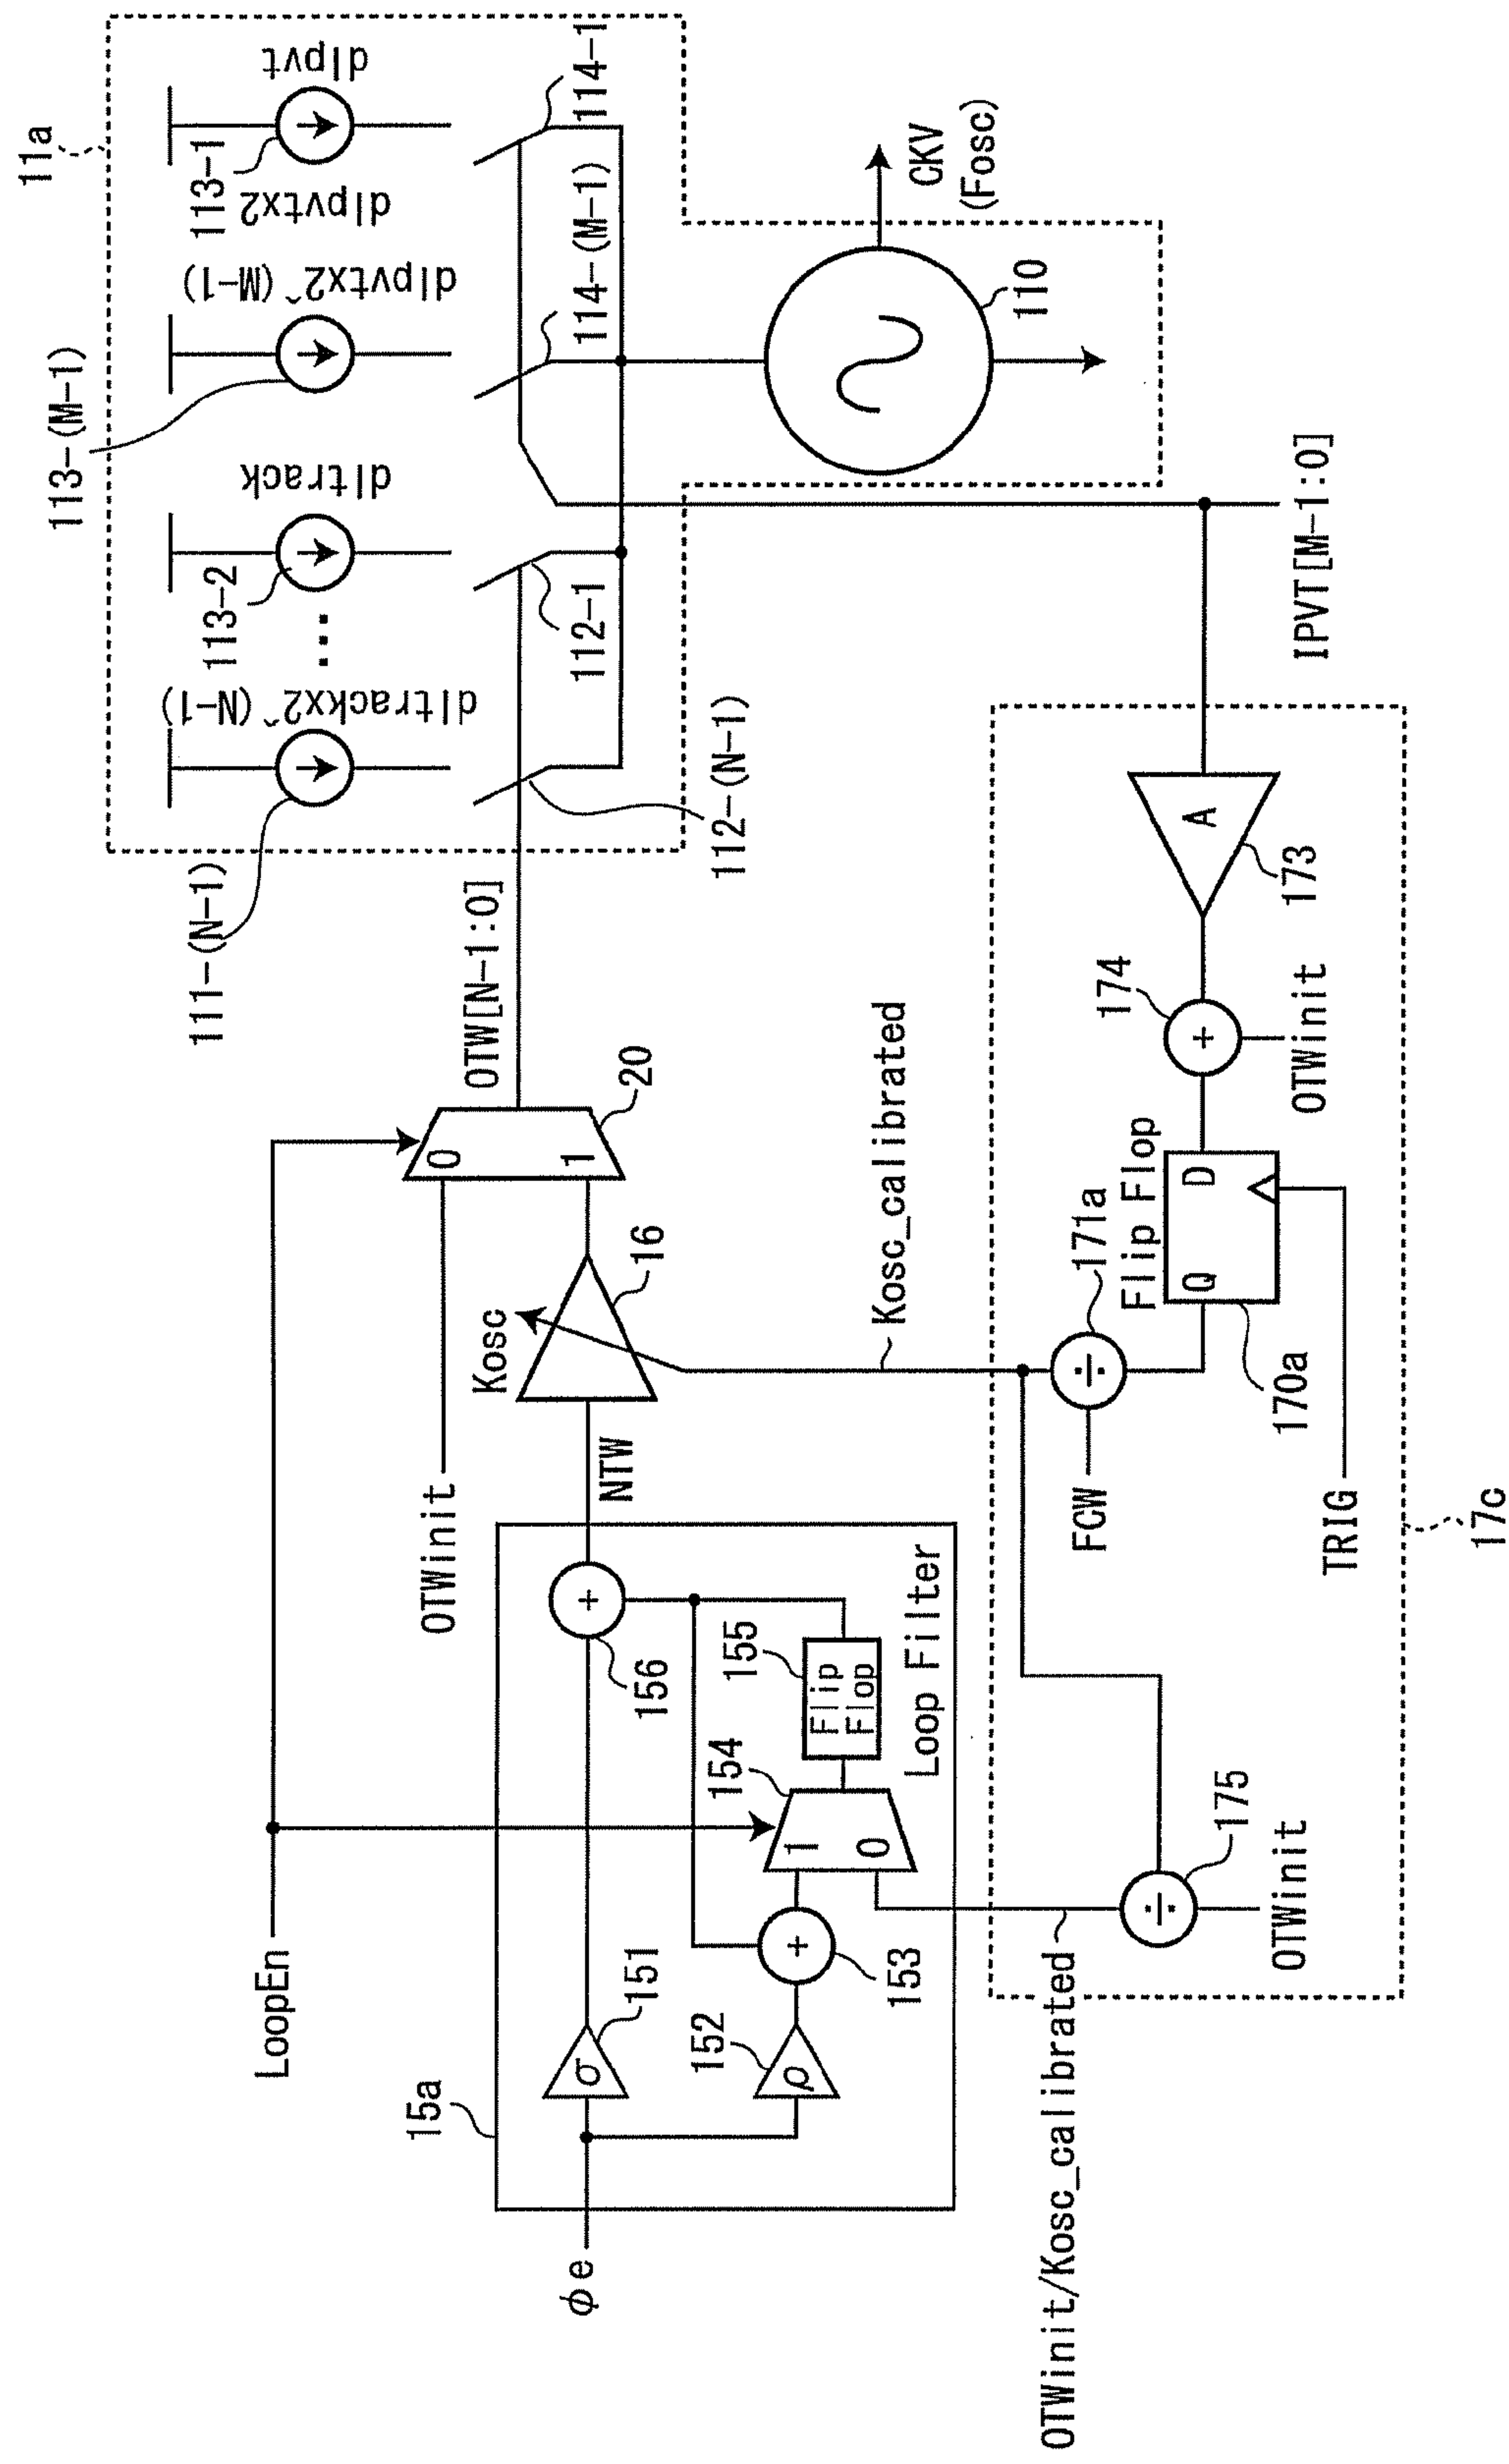 11a
dIpvt
113-1
dIpvtx2
dIpvtx2^(M-1)
113-(M-1)
dItrack
113-2
...
dItrackx2^(N-1)
111-(N-1)
114-1
114-(M-1)
112-1
112-(N-1)
CKV
(Fosc)
110
IPVT[M-1:0]
OTW[N-1:0]
20
0
1
OTWinit
LoopEn
Kosc
16
NTW
Kosc_calibrated
15a
φe
σ
151
ρ
152
+
153
1
0
154
Flip
Flop
155
+
156
Loop Filter
A
173
+
174
OTWinit
Flip Flop
D
Q
170a
TRIG
÷
171a
FCW
÷
175
OTWinit
OTWinit/Kosc_calibrated
17c